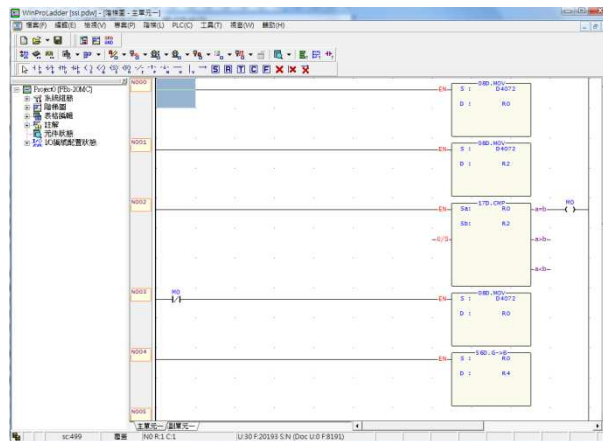 WinProLadder [ssi.pdw] - [階梯圖 - 主單元一]
檔案(F) 編輯(E) 檢視(V) 專案(P) 階梯(L) PLC(C) 工具(T) 視窗(W) 輔助(H)
S R T C F
Project0 [FBb-20MC]
系統組態
階梯圖
表格編輯
註解
元件狀態
I/O編號配置狀態
N000
08D.MOV
EN S : D4072
D : R0
N001
08D.MOV
EN S : D4072
D : R2
N002
17D.CMP M0
EN Sa: R0 a=b ( )
U/S Sb: R2 a>b
a<b
N003
M0 08D.MOV
EN S : D4072
D : R0
N004
56D.G->B
EN S : R0
D : R4
N005
主單元一 副單元一
sc:499 覆蓋 N0 R:1 C:1 U:30 F:20193 S:N (Doc U:0 F:8191)